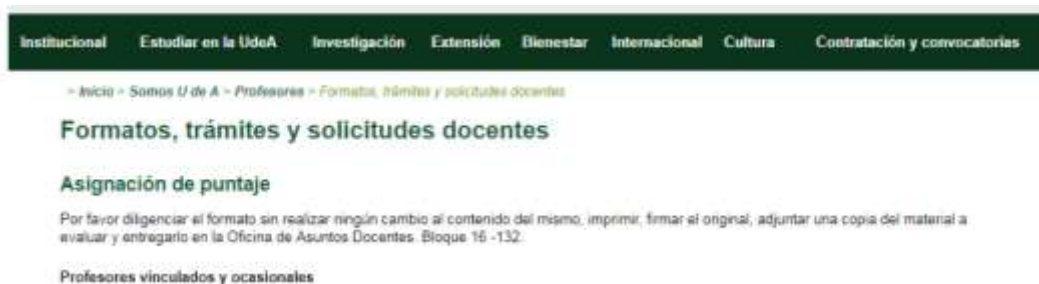 Institucional Estudiar en la UdeA Investigación Extensión Bienestar Internacional Cultura Contratación y convocatorias
~ Inicio ~ Somos U de A ~ Profesores ~ Formatos, trámites y solicitudes docentes
Formatos, trámites y solicitudes docentes
Asignación de puntaje
Por favor diligenciar el formato sin realizar ningún cambio al contenido del mismo, imprimir, firmar el original, adjuntar una copia del material a
evaluar y entregarlo en la Oficina de Asuntos Docentes. Bloque 16 -132.
Profesores vinculados y ocasionales